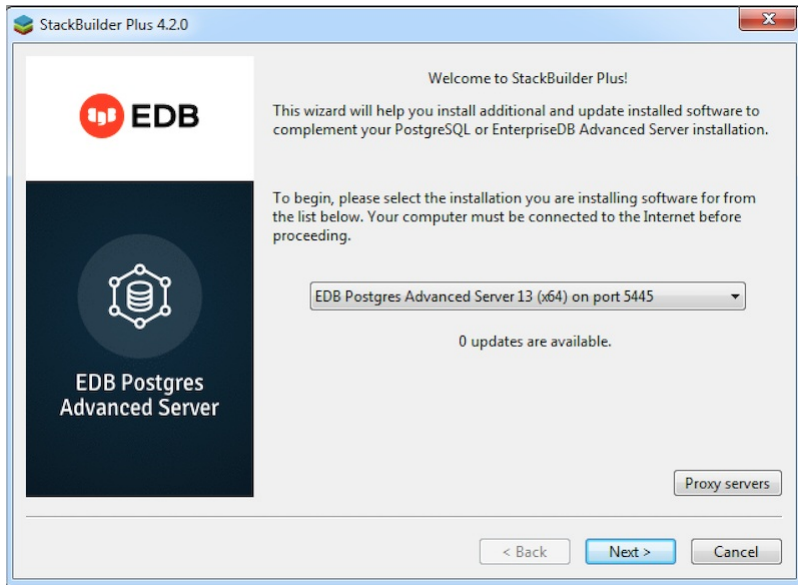 StackBuilder Plus 4.2.0
EDB
EDB Postgres
Advanced Server
Welcome to StackBuilder Plus!
This wizard will help you install additional and update installed software to
complement your PostgreSQL or EnterpriseDB Advanced Server installation.
To begin, please select the installation you are installing software for from
the list below. Your computer must be connected to the Internet before
proceeding.
EDB Postgres Advanced Server 13 (x64) on port 5445
0 updates are available.
Proxy servers
< Back
Next >
Cancel